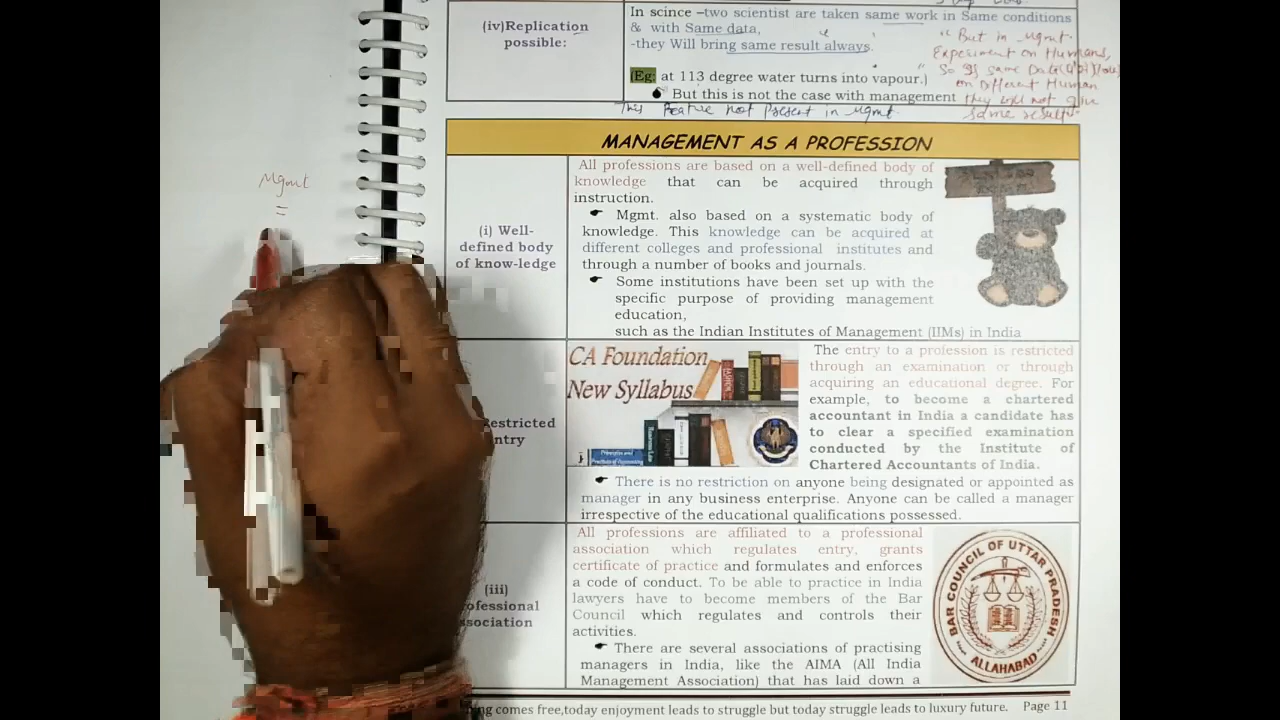 (iv)Replication possible:
In scince –two scientist are taken same work in Same conditions
& with Same data,
-they Will bring same result always.
(Eg: at 113 degree water turns into vapour.)
But this is not the case with management
This Feature not Present in Mgmt.
"But in Mgmt.
Experiment on Humans,
So If same Data
on Different Human
they will not give
same result"
MANAGEMENT AS A PROFESSION
Mgmt
=
(i) Well-
defined body
of know-ledge
All professions are based on a well-defined body of
knowledge that can be acquired through
instruction.
Mgmt. also based on a systematic body of
knowledge. This knowledge can be acquired at
different colleges and professional institutes and
through a number of books and journals.
Some institutions have been set up with the
specific purpose of providing management
education,
such as the Indian Institutes of Management (IIMs) in India
Restricted
ntry
CA Foundation
New Syllabus
The entry to a profession is restricted
through an examination or through
acquiring an educational degree. For
example, to become a chartered
accountant in India a candidate has
to clear a specified examination
conducted by the Institute of
Chartered Accountants of India.
There is no restriction on anyone being designated or appointed as
manager in any business enterprise. Anyone can be called a manager
irrespective of the educational qualifications possessed.
(iii)
rofessional
ssociation
All professions are affiliated to a professional
association which regulates entry, grants
certificate of practice and formulates and enforces
a code of conduct. To be able to practice in India
lawyers have to become members of the Bar
Council which regulates and controls their
activities.
There are several associations of practising
managers in India, like the AIMA (All India
Management Association) that has laid down a
BAR COUNCIL OF UTTAR PRADESH
ALLAHABAD
ng comes free,today enjoyment leads to struggle but today struggle leads to luxury future. Page 11